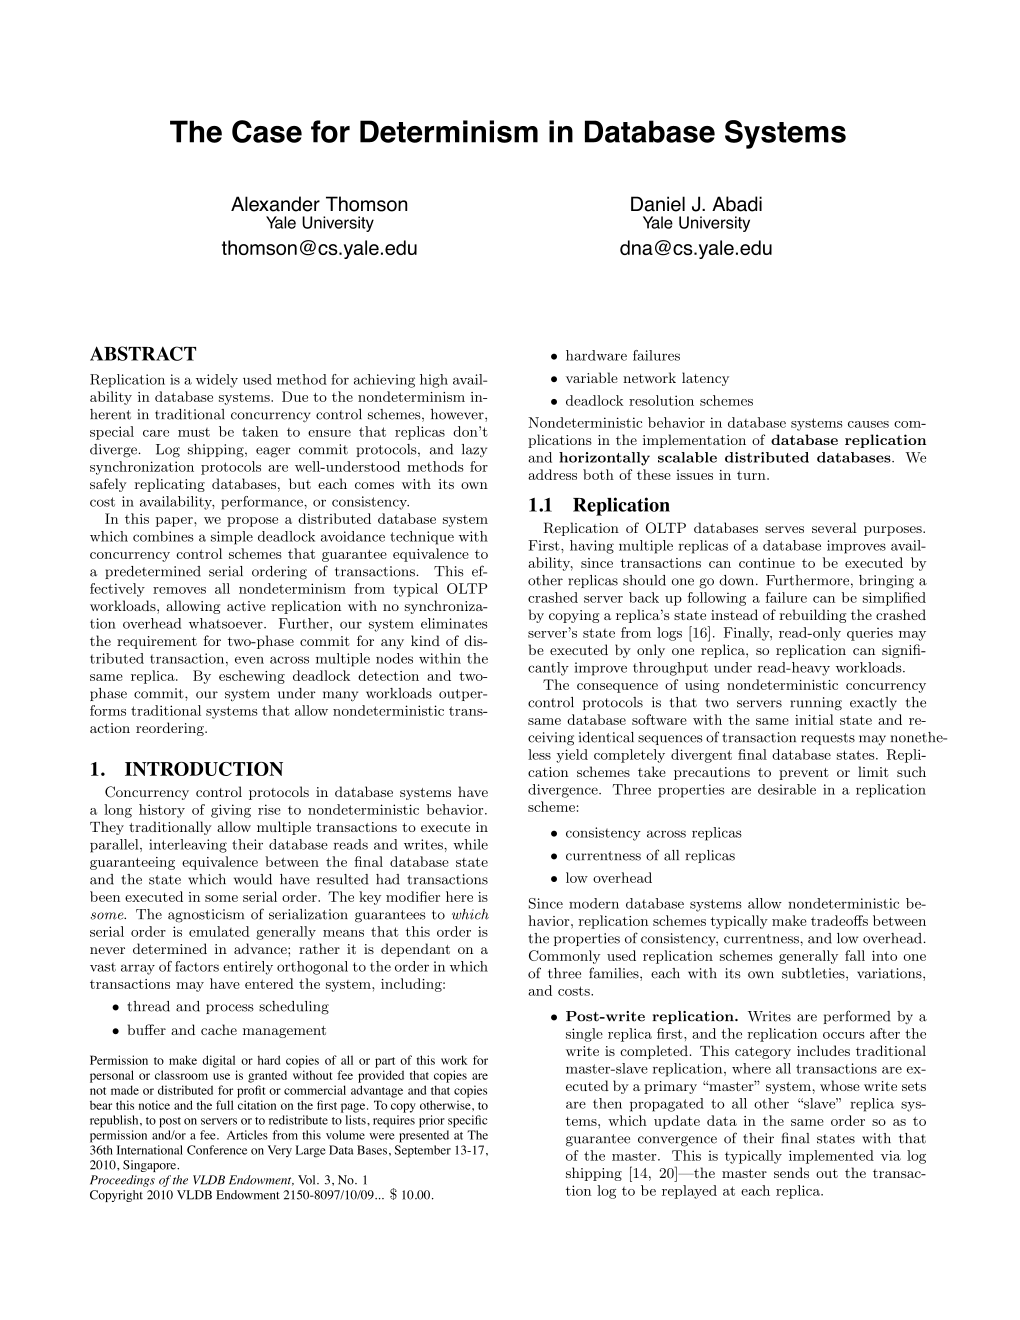 The Case for Determinism in Database Systems
Alexander Thomson
Yale University
thomson@cs.yale.edu
Daniel J. Abadi
Yale University
dna@cs.yale.edu
ABSTRACT
Replication is a widely used method for achieving high avail-
ability in database systems. Due to the nondeterminism in-
herent in traditional concurrency control schemes, however,
special care must be taken to ensure that replicas don't
diverge. Log shipping, eager commit protocols, and lazy
synchronization protocols are well-understood methods for
safely replicating databases, but each comes with its own
cost in availability, performance, or consistency.
In this paper, we propose a distributed database system
which combines a simple deadlock avoidance technique with
concurrency control schemes that guarantee equivalence to
a predetermined serial ordering of transactions. This ef-
fectively removes all nondeterminism from typical OLTP
workloads, allowing active replication with no synchroniza-
tion overhead whatsoever. Further, our system eliminates
the requirement for two-phase commit for any kind of dis-
tributed transaction, even across multiple nodes within the
same replica. By eschewing deadlock detection and two-
phase commit, our system under many workloads outper-
forms traditional systems that allow nondeterministic trans-
action reordering.
1. INTRODUCTION
Concurrency control protocols in database systems have
a long history of giving rise to nondeterministic behavior.
They traditionally allow multiple transactions to execute in
parallel, interleaving their database reads and writes, while
guaranteeing equivalence between the final database state
and the state which would have resulted had transactions
been executed in some serial order. The key modifier here is
some. The agnosticism of serialization guarantees to which
serial order is emulated generally means that this order is
never determined in advance; rather it is dependant on a
vast array of factors entirely orthogonal to the order in which
transactions may have entered the system, including:
• thread and process scheduling
• buffer and cache management
Permission to make digital or hard copies of all or part of this work for
personal or classroom use is granted without fee provided that copies are
not made or distributed for profit or commercial advantage and that copies
bear this notice and the full citation on the first page. To copy otherwise, to
republish, to post on servers or to redistribute to lists, requires prior specific
permission and/or a fee. Articles from this volume were presented at The
36th International Conference on Very Large Data Bases, September 13-17,
2010, Singapore.
Proceedings of the VLDB Endowment, Vol. 3, No. 1
Copyright 2010 VLDB Endowment 2150-8097/10/09... $ 10.00.
• hardware failures
• variable network latency
• deadlock resolution schemes
Nondeterministic behavior in database systems causes com-
plications in the implementation of database replication
and horizontally scalable distributed databases. We
address both of these issues in turn.
1.1 Replication
Replication of OLTP databases serves several purposes.
First, having multiple replicas of a database improves avail-
ability, since transactions can continue to be executed by
other replicas should one go down. Furthermore, bringing a
crashed server back up following a failure can be simplified
by copying a replica's state instead of rebuilding the crashed
server's state from logs [16]. Finally, read-only queries may
be executed by only one replica, so replication can signifi-
cantly improve throughput under read-heavy workloads.
The consequence of using nondeterministic concurrency
control protocols is that two servers running exactly the
same database software with the same initial state and re-
ceiving identical sequences of transaction requests may nonethe-
less yield completely divergent final database states. Repli-
cation schemes take precautions to prevent or limit such
divergence. Three properties are desirable in a replication
scheme:
• consistency across replicas
• currentness of all replicas
• low overhead
Since modern database systems allow nondeterministic be-
havior, replication schemes typically make tradeoffs between
the properties of consistency, currentness, and low overhead.
Commonly used replication schemes generally fall into one
of three families, each with its own subtleties, variations,
and costs.
• Post-write replication. Writes are performed by a
single replica first, and the replication occurs after the
write is completed. This category includes traditional
master-slave replication, where all transactions are ex-
ecuted by a primary “master” system, whose write sets
are then propagated to all other “slave” replica sys-
tems, which update data in the same order so as to
guarantee convergence of their final states with that
of the master. This is typically implemented via log
shipping [14, 20]—the master sends out the transac-
tion log to be replayed at each replica.